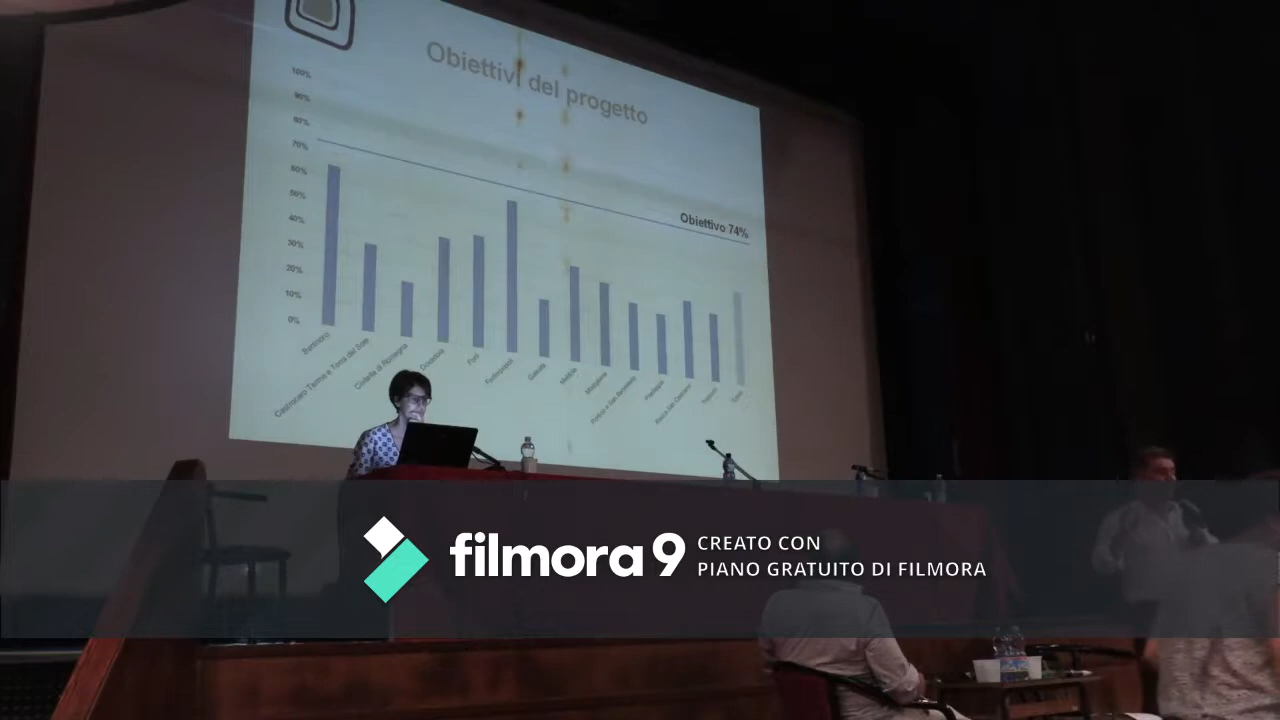 Obiettivi del progetto
100%
90%
80%
70%
60%
50%
40%
30%
20%
10%
0%
Obiettivo 74%
Bertinoro
Castrocaro Terme e Terra del Sole
Civitella di Romagna
Dovadola
Forlì
Forlimpopoli
Galeata
Meldola
Modigliana
Portico e San Benedetto
Predappio
Rocca San Casciano
Tredozio
filmora 9
CREATO CON
PIANO GRATUITO DI FILMORA